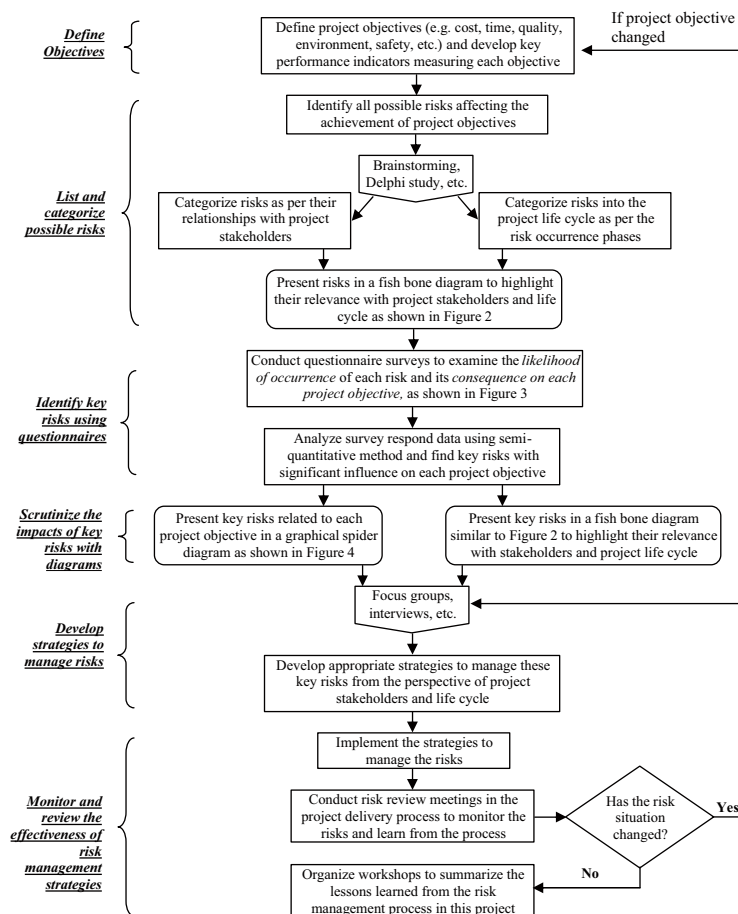 Define
Objectives
Define project objectives (e.g. cost, time, quality,
environment, safety, etc.) and develop key
performance indicators measuring each objective
If project objective
changed
Identify all possible risks affecting the
achievement of project objectives
Brainstorming,
Delphi study, etc.
List and
categorize
possible risks
Categorize risks as per their
relationships with project
stakeholders
Categorize risks into the
project life cycle as per the
risk occurrence phases
Present risks in a fish bone diagram to highlight
their relevance with project stakeholders and life
cycle as shown in Figure 2
Identify key
risks using
questionnaires
Conduct questionnaire surveys to examine the likelihood
of occurrence of each risk and its consequence on each
project objective, as shown in Figure 3
Analyze survey respond data using semi-
quantitative method and find key risks with
significant influence on each project objective
Scrutinize the
impacts of key
risks with
diagrams
Present key risks related to each
project objective in a graphical spider
diagram as shown in Figure 4
Present key risks in a fish bone diagram
similar to Figure 2 to highlight their relevance
with stakeholders and project life cycle
Focus groups,
interviews, etc.
Develop
strategies to
manage risks
Develop appropriate strategies to manage these
key risks from the perspective of project
stakeholders and life cycle
Implement the strategies to
manage the risks
Monitor and
review the
effectiveness of
risk
management
strategies
Conduct risk review meetings in the
project delivery process to monitor the
risks and learn from the process
Has the risk
situation
changed?
Yes
No
Organize workshops to summarize the
lessons learned from the risk
management process in this project